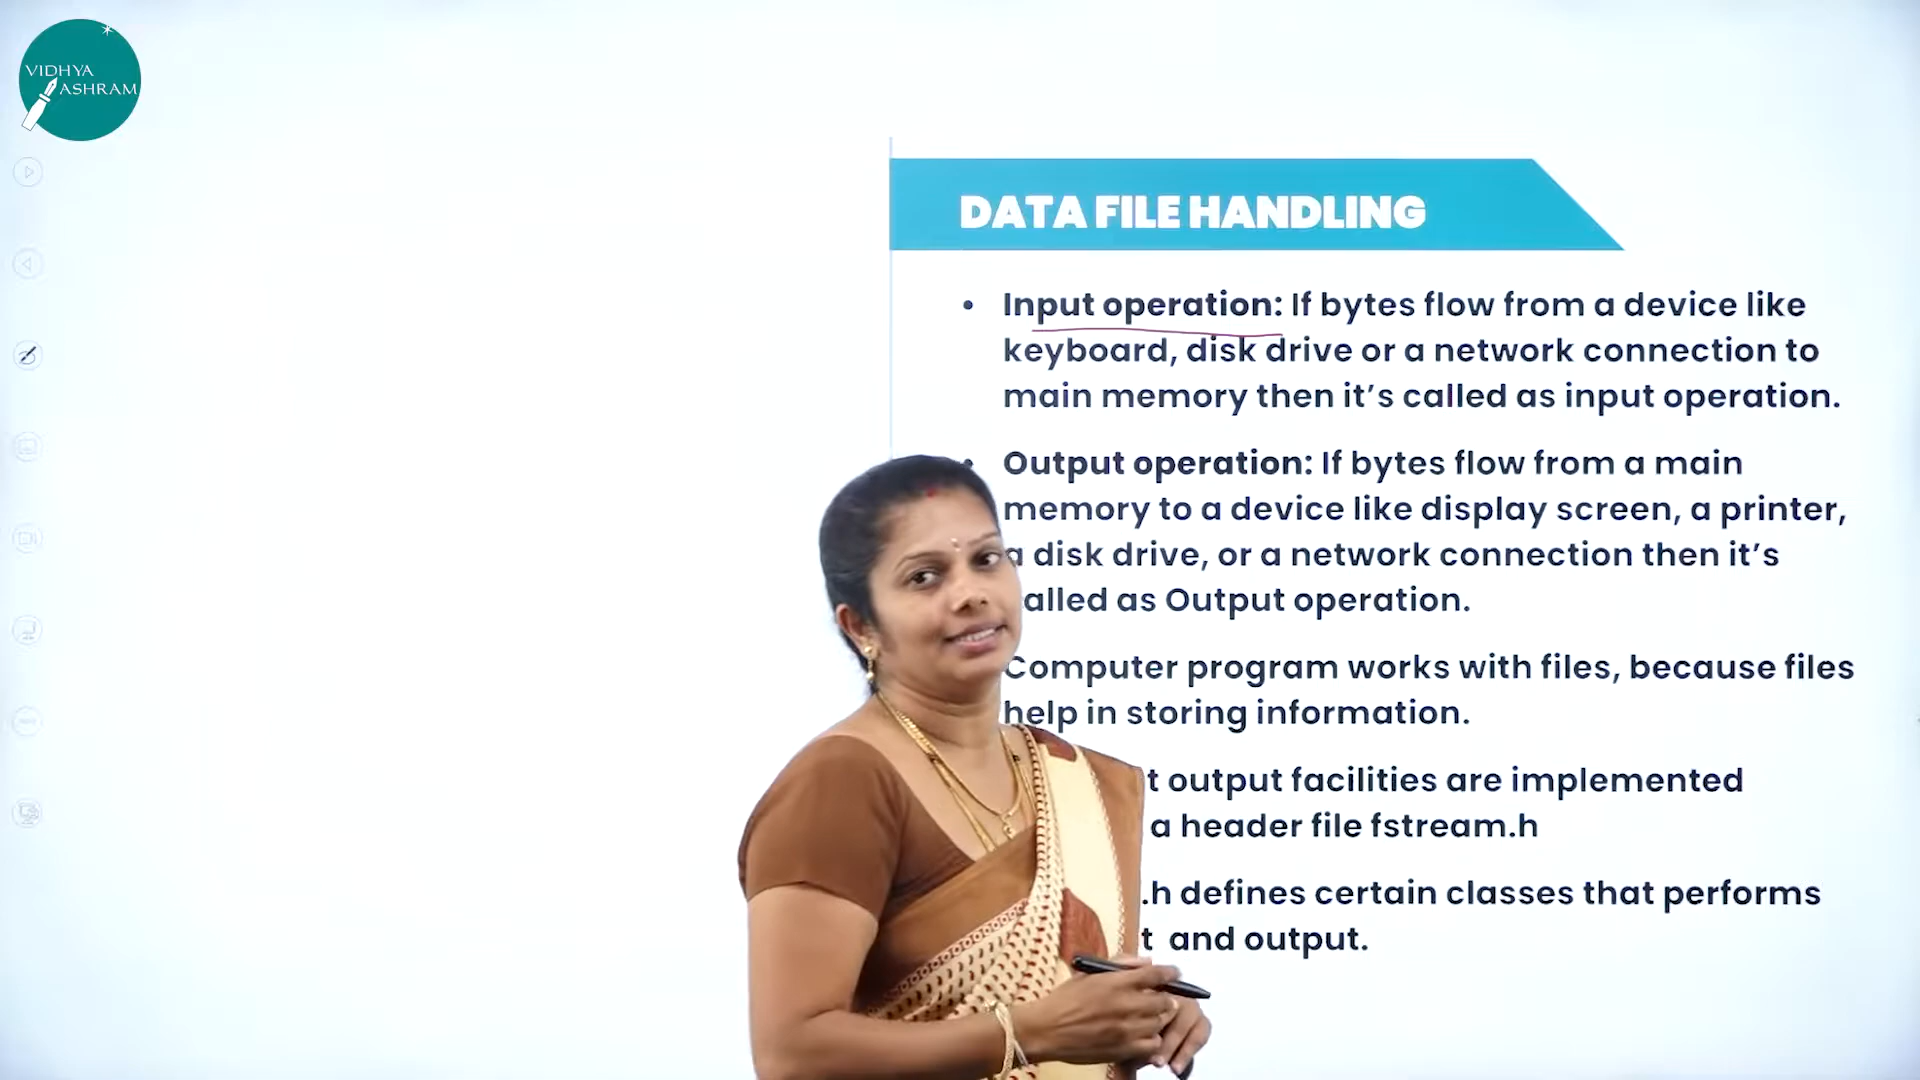 VIDHYA
ASHRAM
DATA FILE HANDLING
• Input operation: If bytes flow from a device like
keyboard, disk drive or a network connection to
main memory then it’s called as input operation.
• Output operation: If bytes flow from a main
memory to a device like display screen, a printer,
a disk drive, or a network connection then it’s
called as Output operation.
Computer program works with files, because files
help in storing information.
output facilities are implemented
a header file fstream.h
.h defines certain classes that performs
and output.